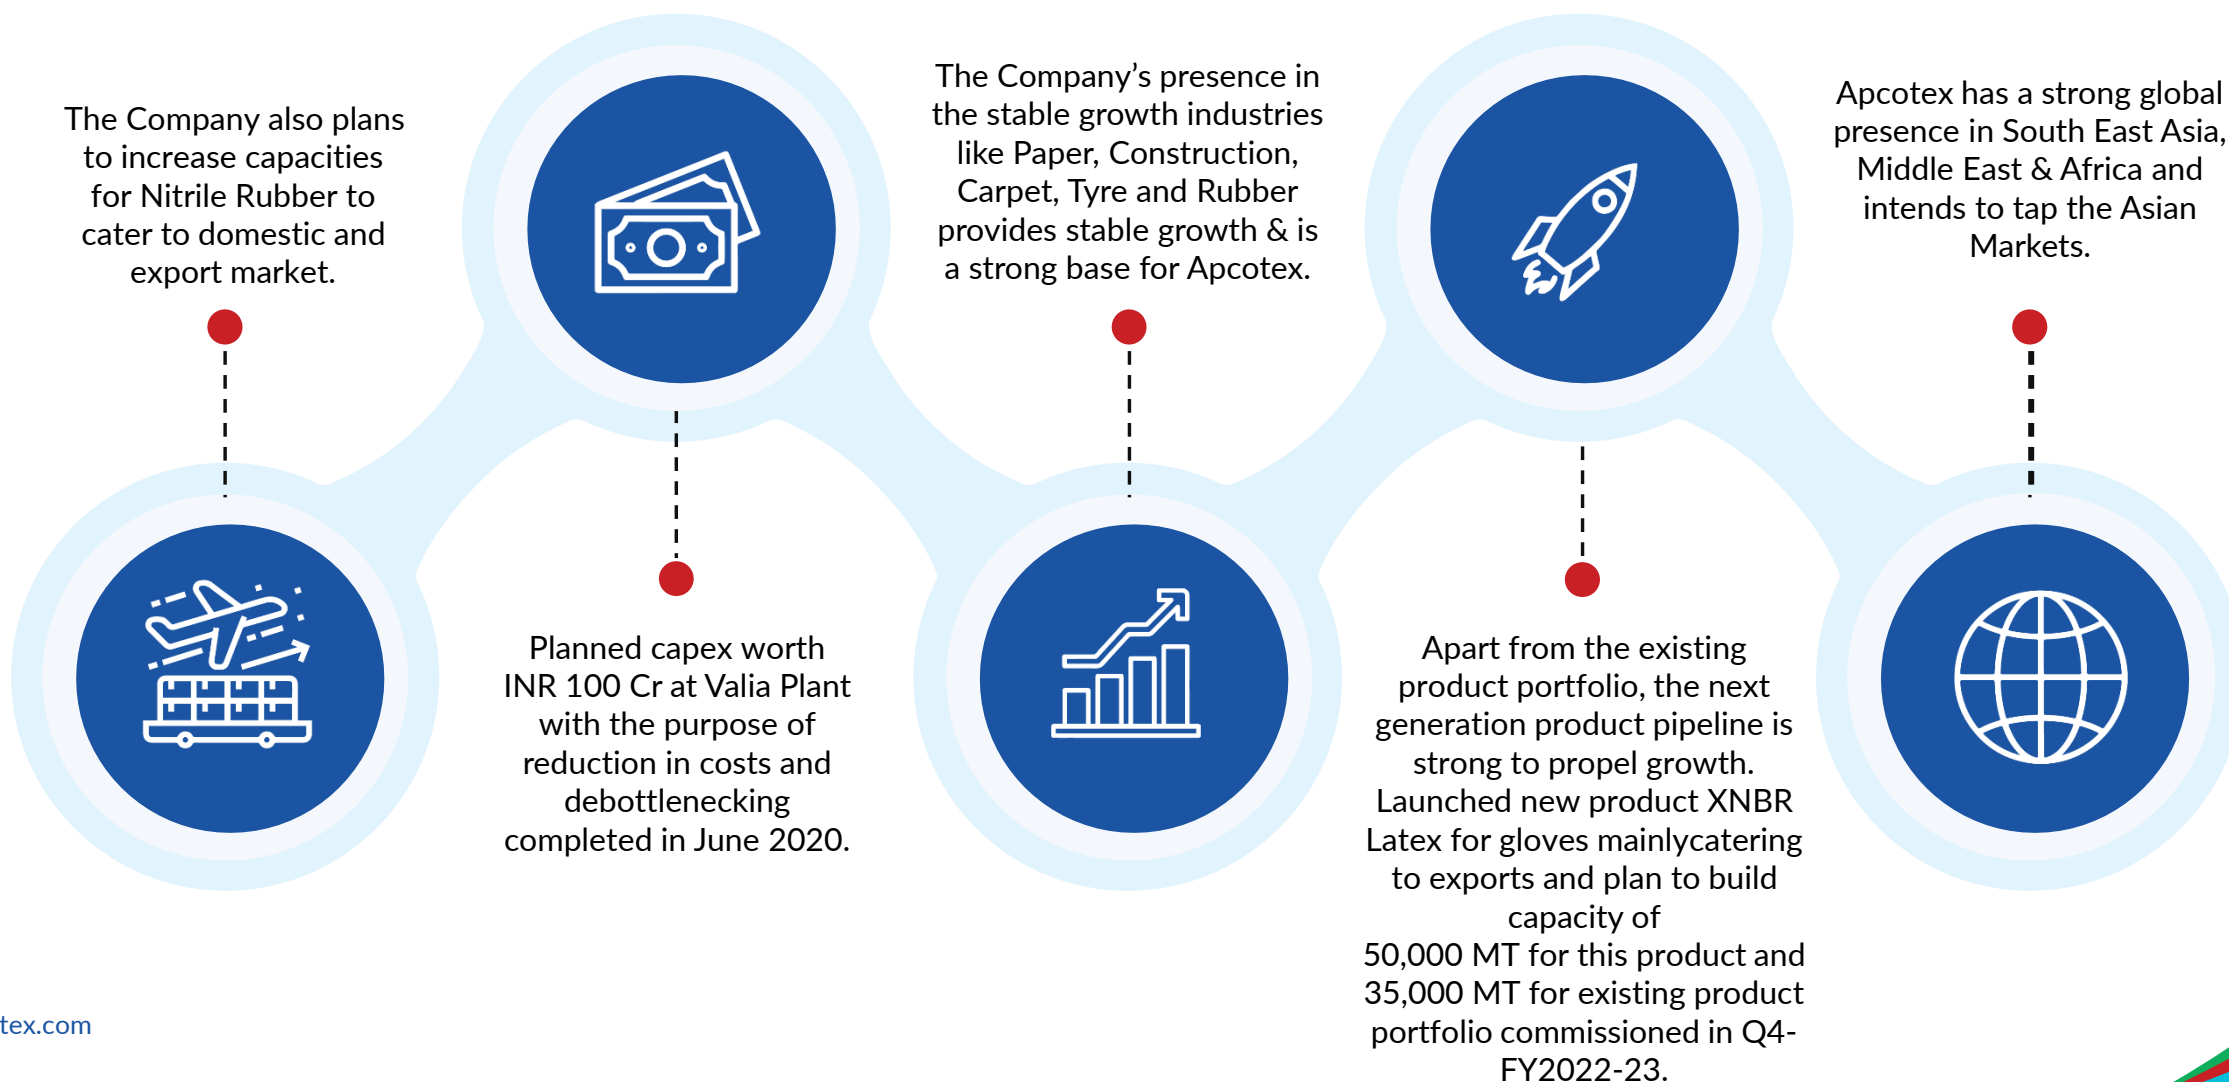 The Company also plans
to increase capacities
for Nitrile Rubber to
cater to domestic and
export market.
Planned capex worth
INR 100 Cr at Valia Plant
with the purpose of
reduction in costs and
debottlenecking
completed in June 2020.
The Company’s presence in
the stable growth industries
like Paper, Construction,
Carpet, Tyre and Rubber
provides stable growth & is
a strong base for Apcotex.
Apart from the existing
product portfolio, the next
generation product pipeline is
strong to propel growth.
Launched new product XNBR
Latex for gloves mainlycatering
to exports and plan to build
capacity of
50,000 MT for this product and
35,000 MT for existing product
portfolio commissioned in Q4-
FY2022-23.
Apcotex has a strong global
presence in South East Asia,
Middle East & Africa and
intends to tap the Asian
Markets.
tex.com